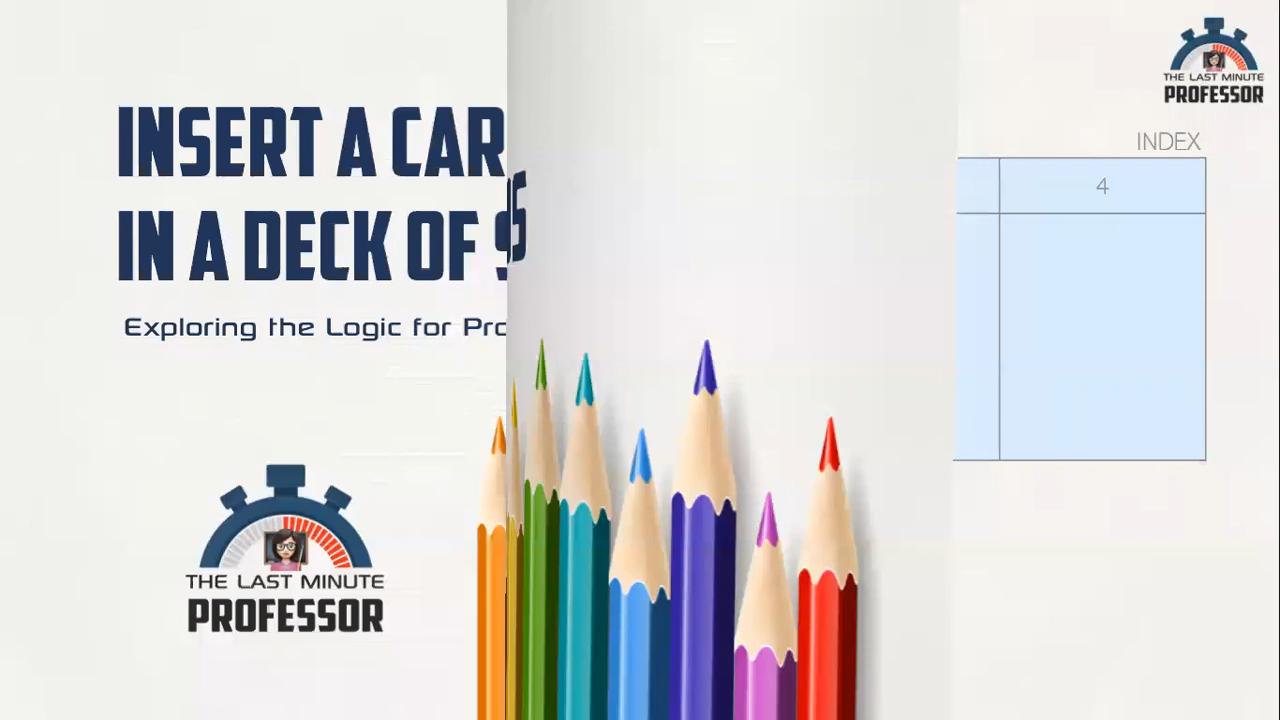 INSERT A CAR
IN A DECK OF
Exploring the Logic for
THE LAST MINUTE
PROFESSOR
THE LAST MINUTE
PROFESSOR
INDEX
4